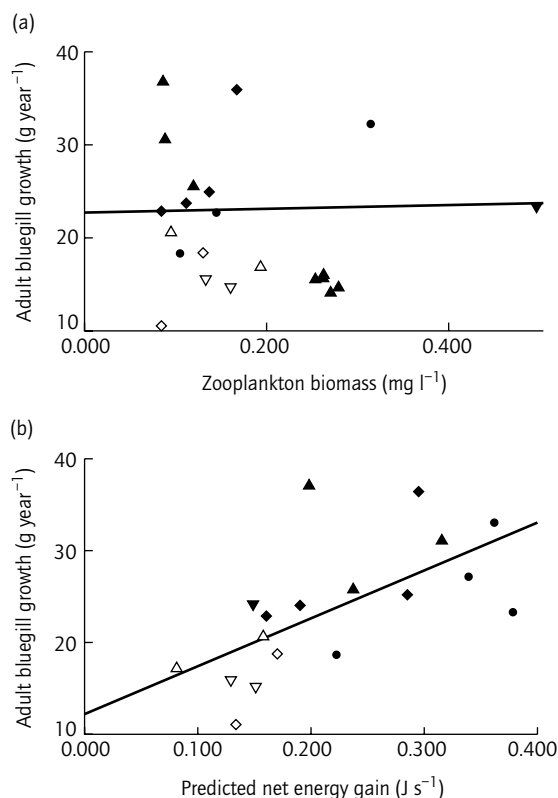 (a)
Adult bluegill growth (g year⁻¹)
40
30
20
10
0.000
0.200
0.400
Zooplankton biomass (mg l⁻¹)
(b)
Adult bluegill growth (g year⁻¹)
40
30
20
10
0.000
0.100
0.200
0.300
0.400
Predicted net energy gain (J s⁻¹)